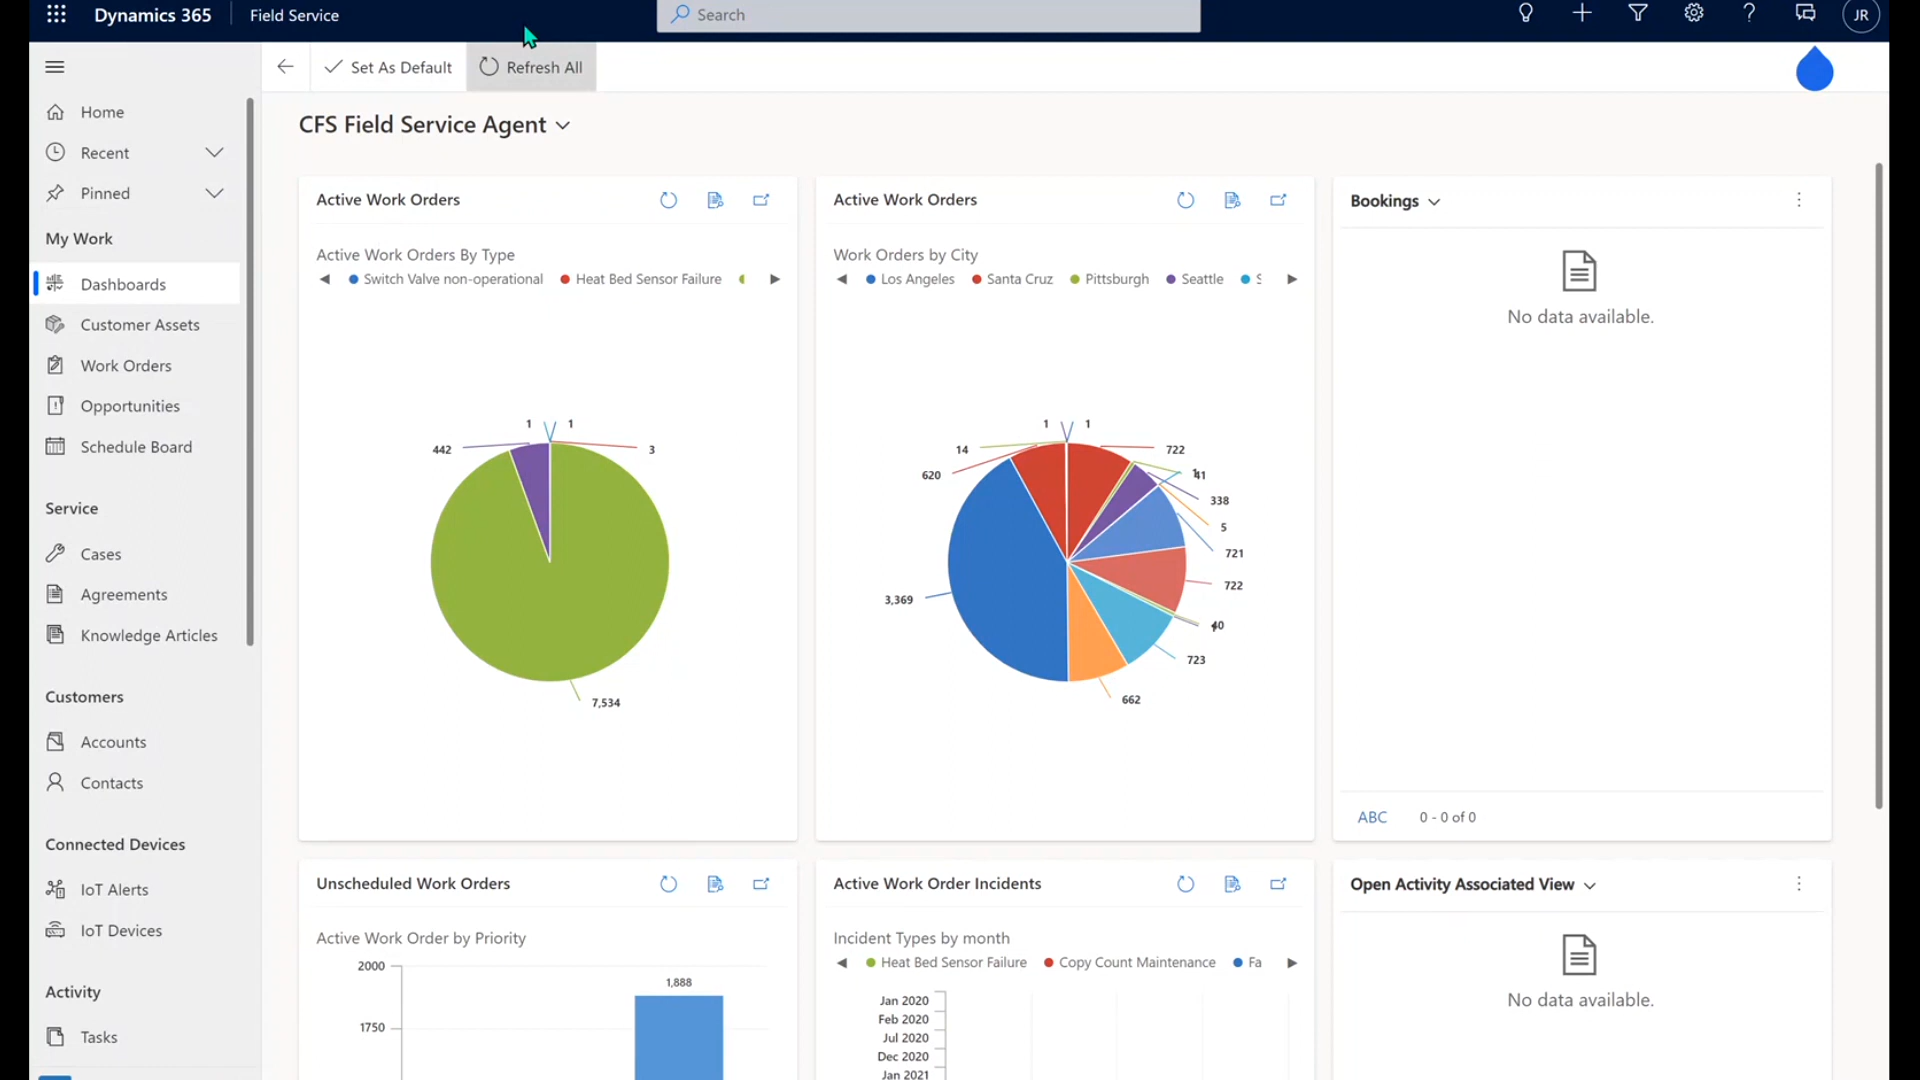 Dynamics 365
Field Service
Search
JR
Set As Default
Refresh All
CFS Field Service Agent
Home
Recent
Pinned
My Work
Dashboards
Customer Assets
Work Orders
Opportunities
Schedule Board
Service
Cases
Agreements
Knowledge Articles
Customers
Accounts
Contacts
Connected Devices
IoT Alerts
IoT Devices
Activity
Tasks
Active Work Orders
Active Work Orders By Type
Switch Valve non-operational
Heat Bed Sensor Failure
1
1
442
3
7,534
Active Work Orders
Work Orders by City
Los Angeles
Santa Cruz
Pittsburgh
Seattle
S
1
1
14
722
620
41
338
5
721
722
3,369
40
723
662
Bookings
No data available.
ABC
0 - 0 of 0
Unscheduled Work Orders
Active Work Order by Priority
2000
1,888
1750
Active Work Order Incidents
Incident Types by month
Heat Bed Sensor Failure
Copy Count Maintenance
Fa
Jan 2020
Feb 2020
Jul 2020
Dec 2020
Jan 2021
Open Activity Associated View
No data available.